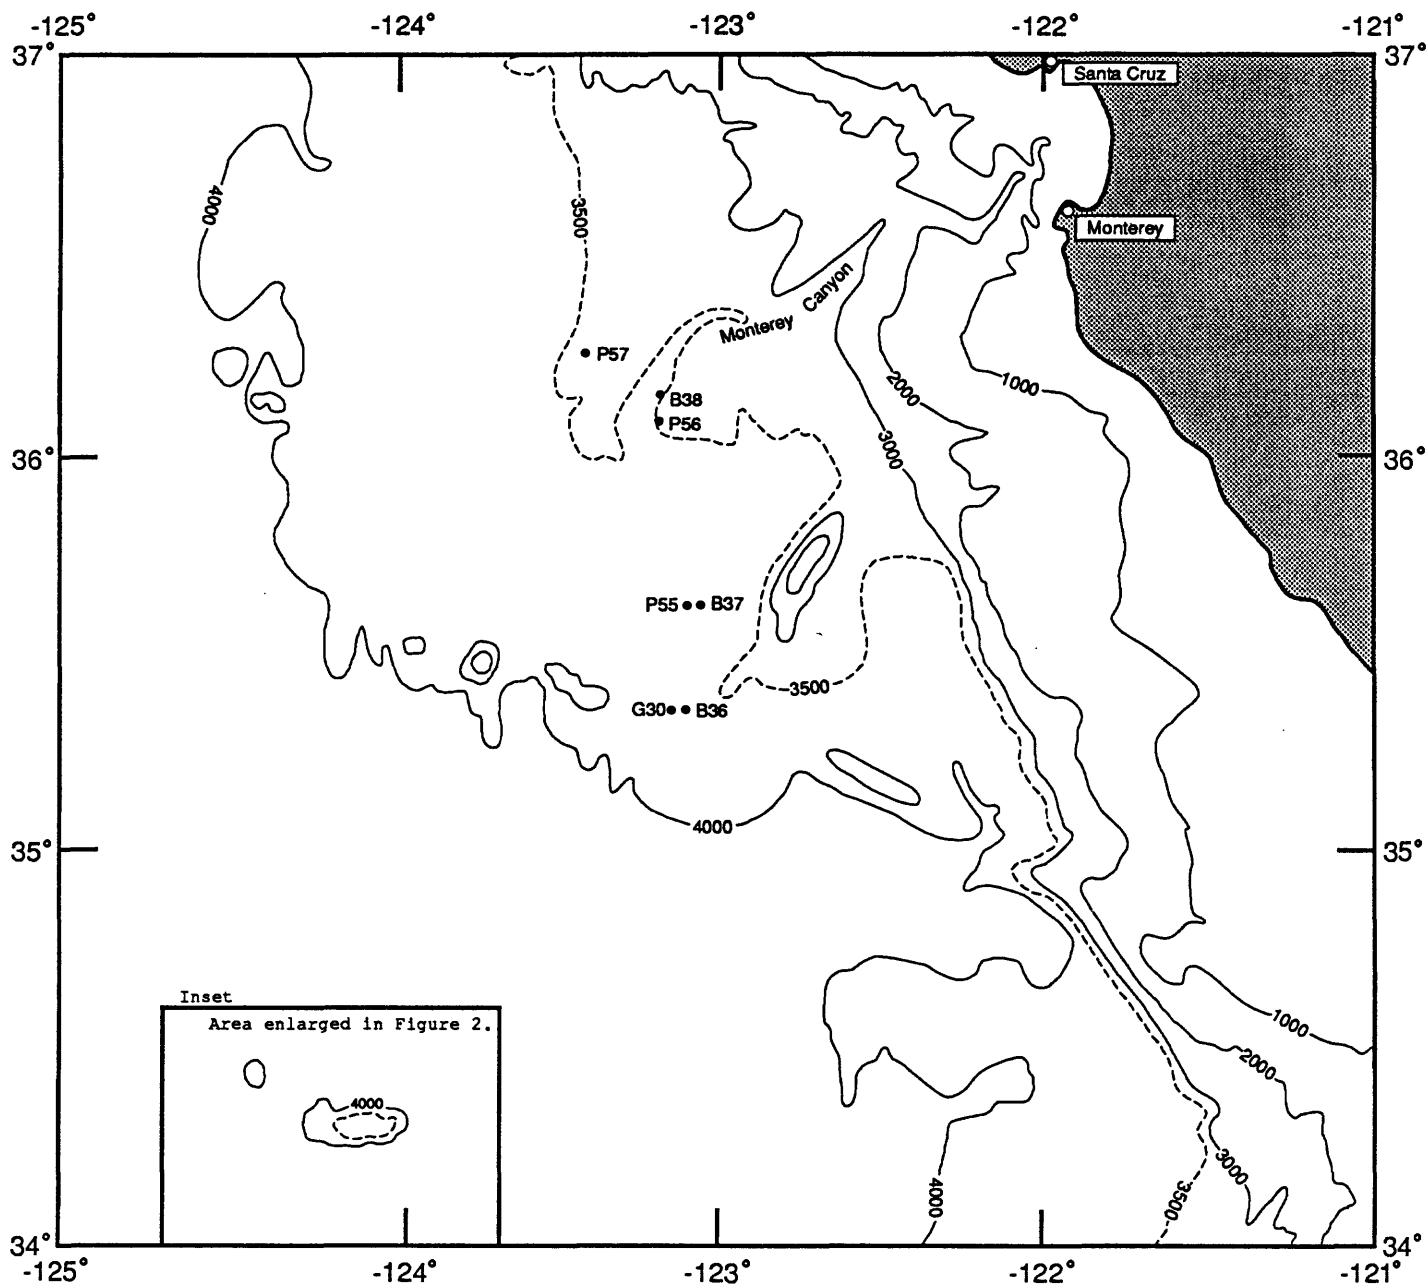 -125° -124° -123° -122° -121°
37° 37°
Santa Cruz
4000
3500
Monterey
Monterey Canyon
P57
1000
2000
B38
P56
3000
36° 36°
P55 B37
3500
G30 B36
4000
35° 35°
Inset
Area enlarged in Figure 2.
1000
2000
4000
3000
4000
3500
34° 34°
-125° -124° -123° -122° -121°